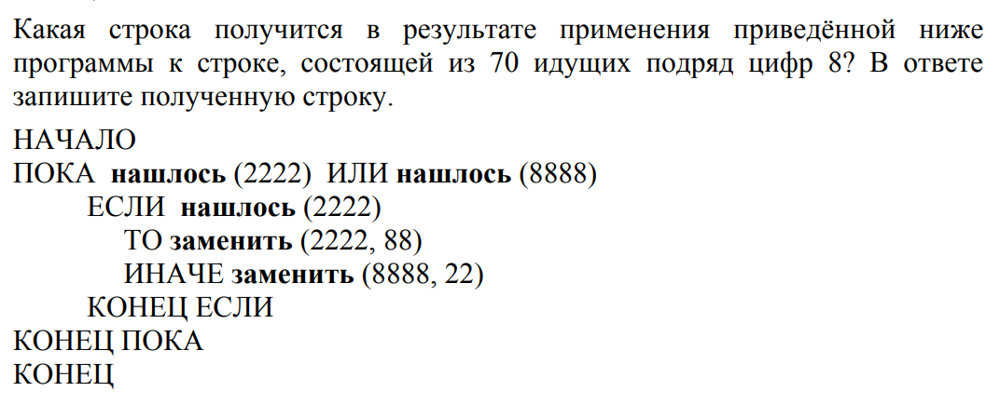 Какая строка получится в результате применения приведённой ниже
программы к строке, состоящей из 70 идущих подряд цифр 8? В ответе
запишите полученную строку.
НАЧАЛО
ПОКА нашлось (2222) ИЛИ нашлось (8888)
ЕСЛИ нашлось (2222)
ТО заменить (2222, 88)
ИНАЧЕ заменить (8888, 22)
КОНЕЦ ЕСЛИ
КОНЕЦ ПОКА
КОНЕЦ